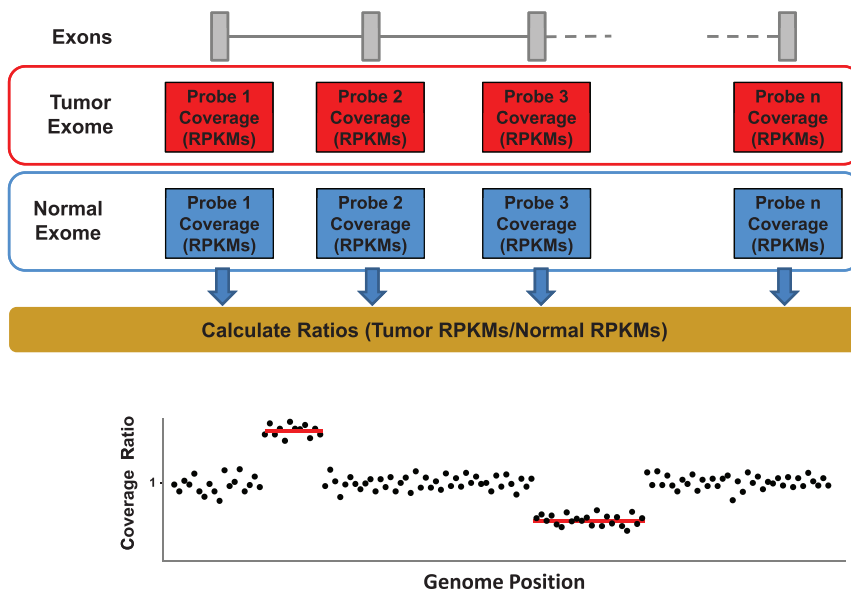 Exons
Tumor
Exome
Probe 1
Coverage
(RPKMs)
Probe 2
Coverage
(RPKMs)
Probe 3
Coverage
(RPKMs)
Probe n
Coverage
(RPKMs)
Normal
Exome
Probe 1
Coverage
(RPKMs)
Probe 2
Coverage
(RPKMs)
Probe 3
Coverage
(RPKMs)
Probe n
Coverage
(RPKMs)
Calculate Ratios (Tumor RPKMs/Normal RPKMs)
Coverage Ratio
1
Genome Position